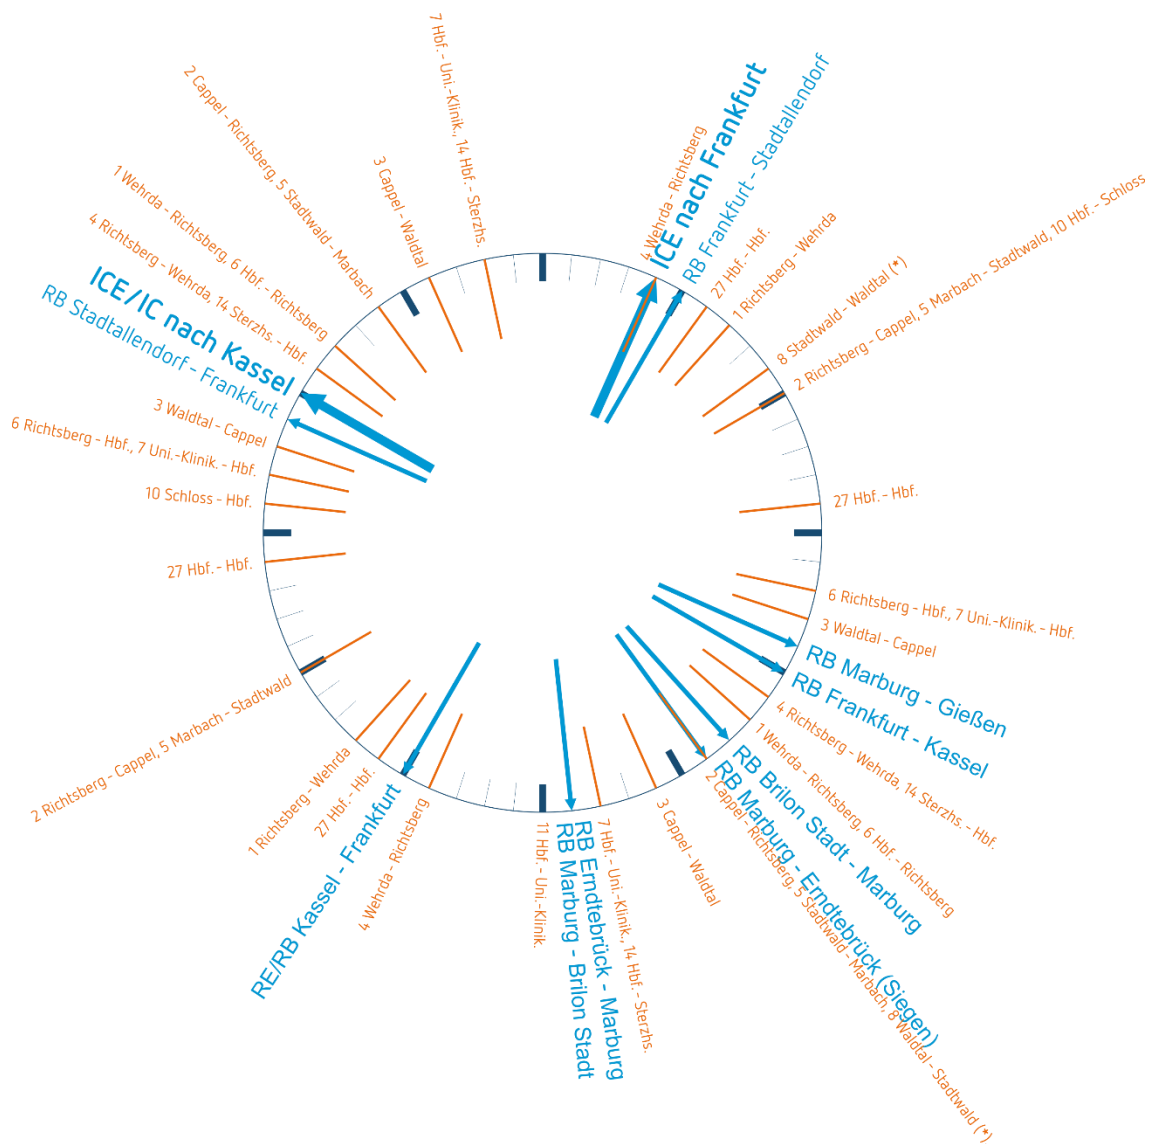 4 Wehrda - Richtsberg
ICE nach Frankfurt
RB Frankfurt - Stadtallendorf
27 Hbf. - Hbf.
1 Richtsberg - Wehrda
8 Stadtwald - Waldtal (*)
2 Richtsberg - Cappel, 5 Marbach - Stadtwald, 10 Hbf. - Schloss
27 Hbf. - Hbf.
6 Richtsberg - Hbf., 7 Uni.-Klinik. - Hbf.
3 Waldtal - Cappel
RB Marburg - Gießen
RB Frankfurt - Kassel
4 Richtsberg - Wehrda, 14 Sterzhs. - Hbf.
1 Wehrda - Richtsberg, 6 Hbf. - Richtsberg
RB Brilon Stadt - Marburg
RB Marburg - Erndtebrück (Siegen)
2 Cappel - Richtsberg, 5 Stadtwald - Marbach, 8 Waldtal - Stadtwald (*)
3 Cappel - Waldtal
7 Hbf. - Uni.-Klinik., 14 Hbf. - Sterzhs.
RB Erndtebrück - Marburg
RB Marburg - Brilon Stadt
11 Hbf. - Uni.-Klinik.
4 Wehrda - Richtsberg
RE/RB Kassel - Frankfurt
27 Hbf. - Hbf.
1 Richtsberg - Wehrda
2 Richtsberg - Cappel, 5 Marbach - Stadtwald
27 Hbf. - Hbf.
10 Schloss - Hbf.
6 Richtsberg - Hbf., 7 Uni.-Klinik. - Hbf.
3 Waldtal - Cappel
RB Stadtallendorf - Frankfurt
ICE/IC nach Kassel
4 Richtsberg - Wehrda, 14 Sterzhs. - Hbf.
1 Wehrda - Richtsberg, 6 Hbf. - Richtsberg
2 Cappel - Richtsberg, 5 Stadtwald - Marbach
3 Cappel - Waldtal
7 Hbf. - Uni.-Klinik., 14 Hbf. - Sterzhs.